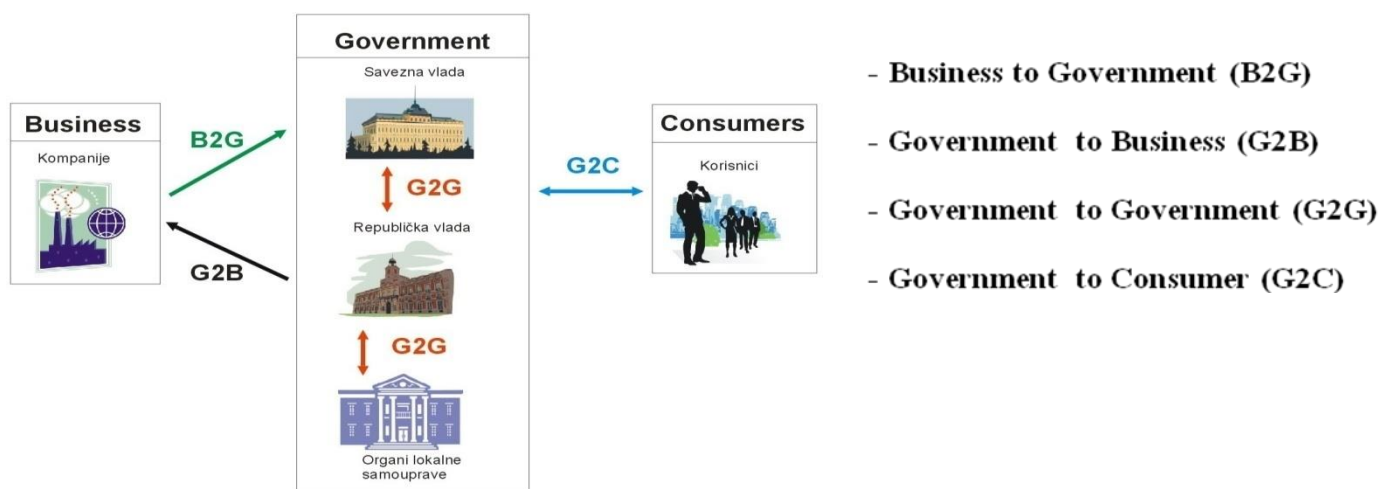 Business
Kompanije
B2G
G2B
Government
Savezna vlada
G2G
Republička vlada
G2G
Organi lokalne
samouprave
G2C
Consumers
Korisnici
- Business to Government (B2G)
- Government to Business (G2B)
- Government to Government (G2G)
- Government to Consumer (G2C)